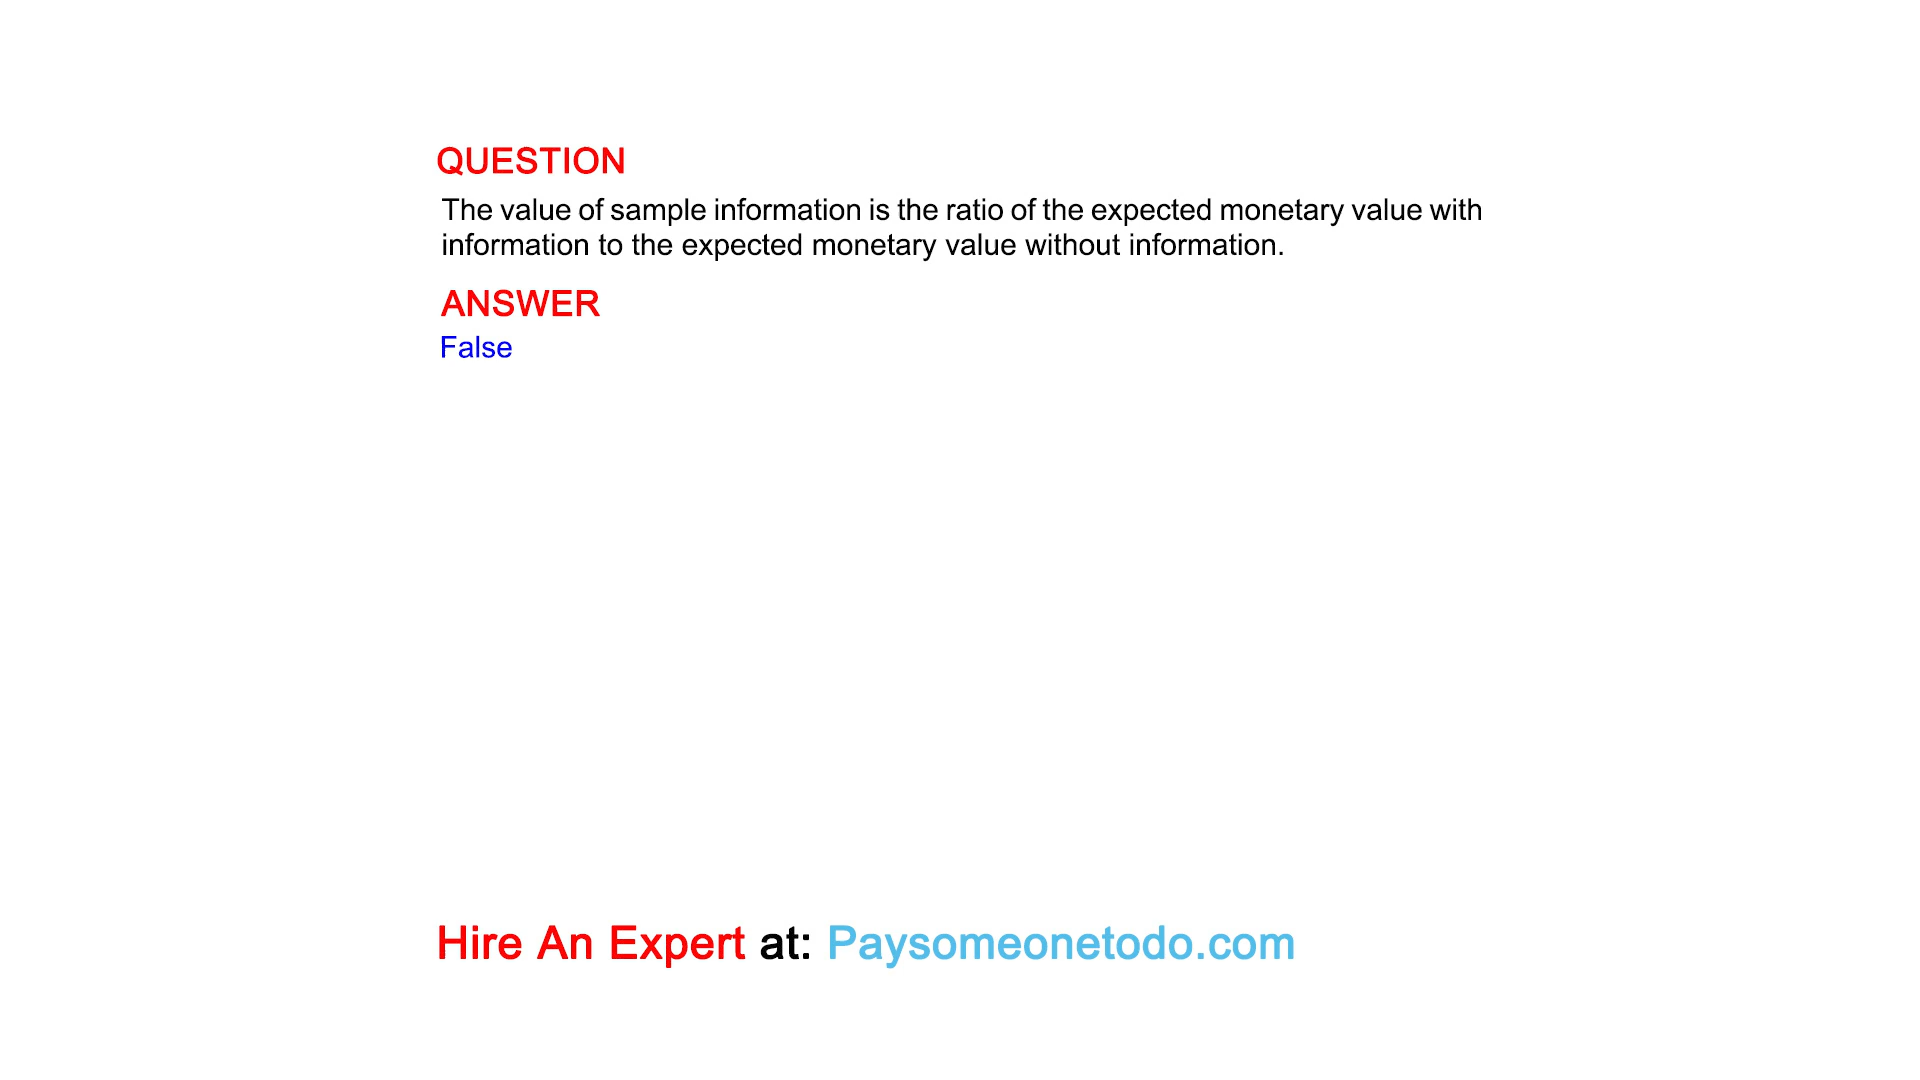 QUESTION
The value of sample information is the ratio of the expected monetary value with
information to the expected monetary value without information.
ANSWER
False
Hire An Expert at: Paysomeonetodo.com